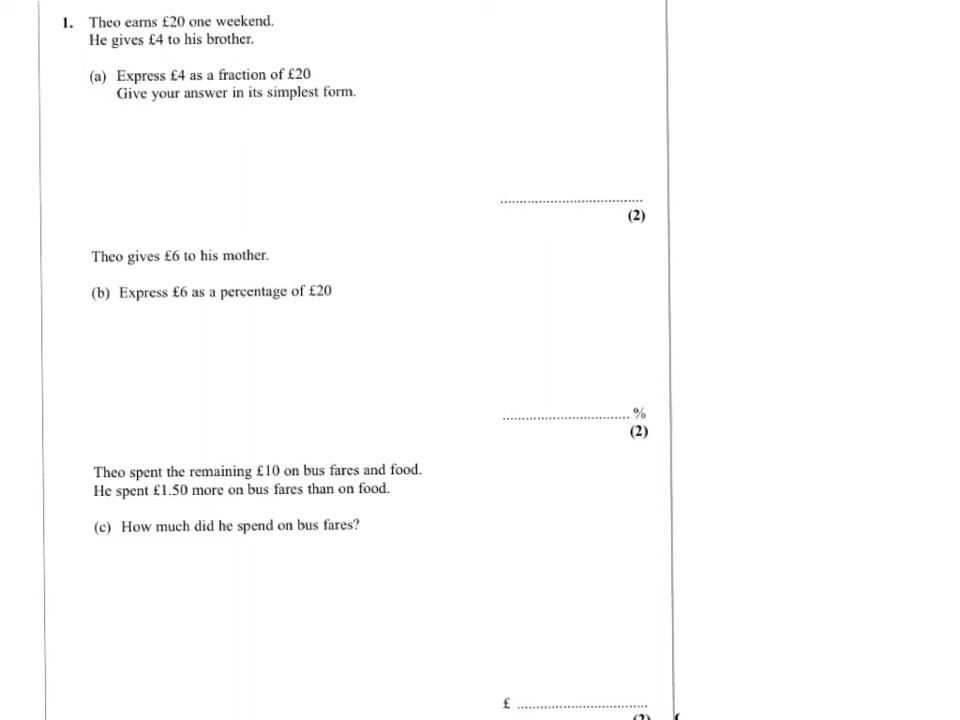 1. Theo earns £20 one weekend.
He gives £4 to his brother.
(a) Express £4 as a fraction of £20
Give your answer in its simplest form.
....................................
(2)
Theo gives £6 to his mother.
(b) Express £6 as a percentage of £20
................................ %
(2)
Theo spent the remaining £10 on bus fares and food.
He spent £1.50 more on bus fares than on food.
(c) How much did he spend on bus fares?
£ .................................